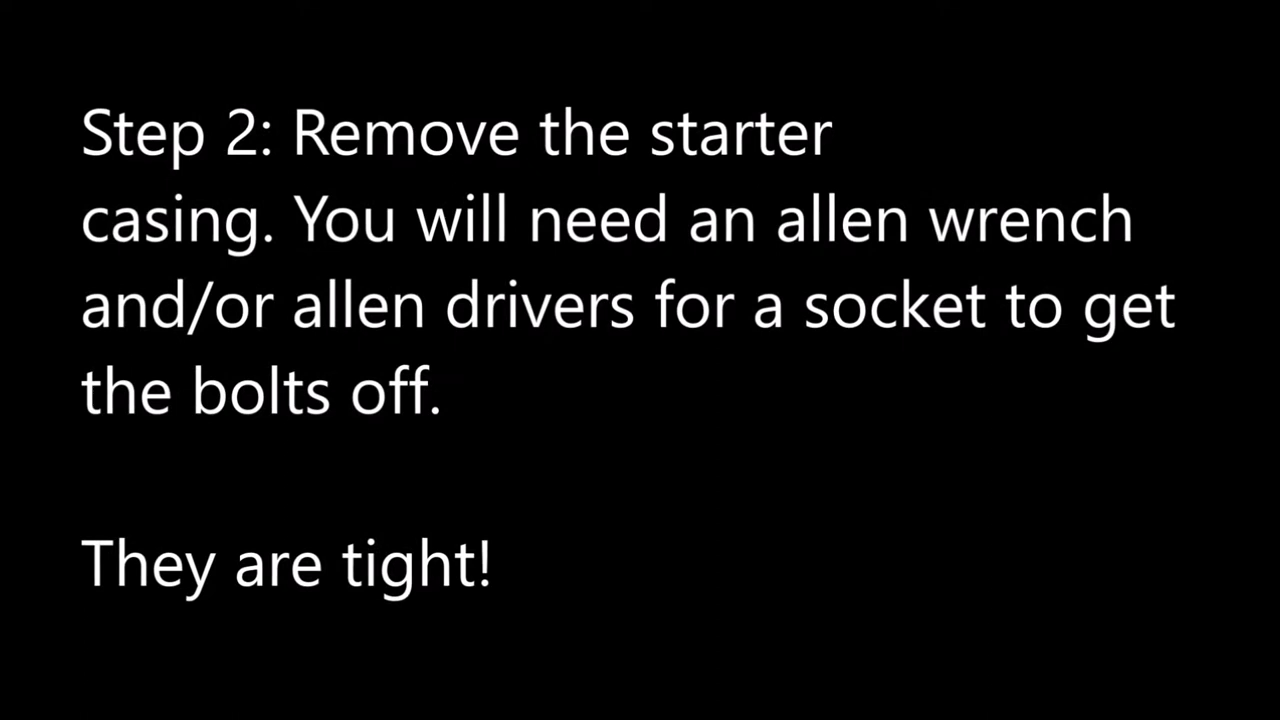 Step 2: Remove the starter
casing. You will need an allen wrench
and/or allen drivers for a socket to get
the bolts off.
They are tight!